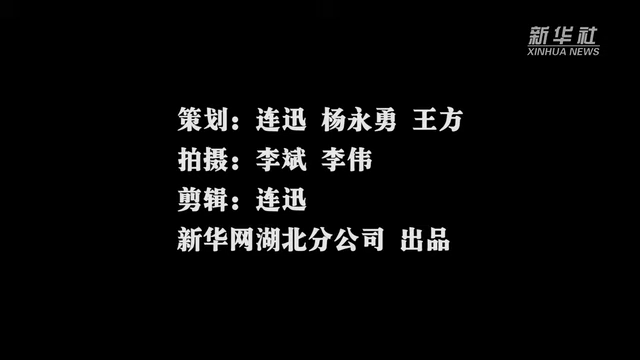 新华社
XINHUA NEWS
策划：连迅 杨永勇 王方
拍摄：李斌 李伟
剪辑：连迅
新华网湖北分公司 出品